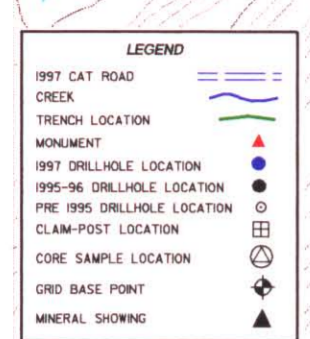 LEGEND
1997 CAT ROAD
CREEK
TRENCH LOCATION
MONUMENT
1997 DRILLHOLE LOCATION
1995-96 DRILLHOLE LOCATION
PRE 1995 DRILLHOLE LOCATION
CLAIM-POST LOCATION
CORE SAMPLE LOCATION
GRID BASE POINT
MINERAL SHOWING